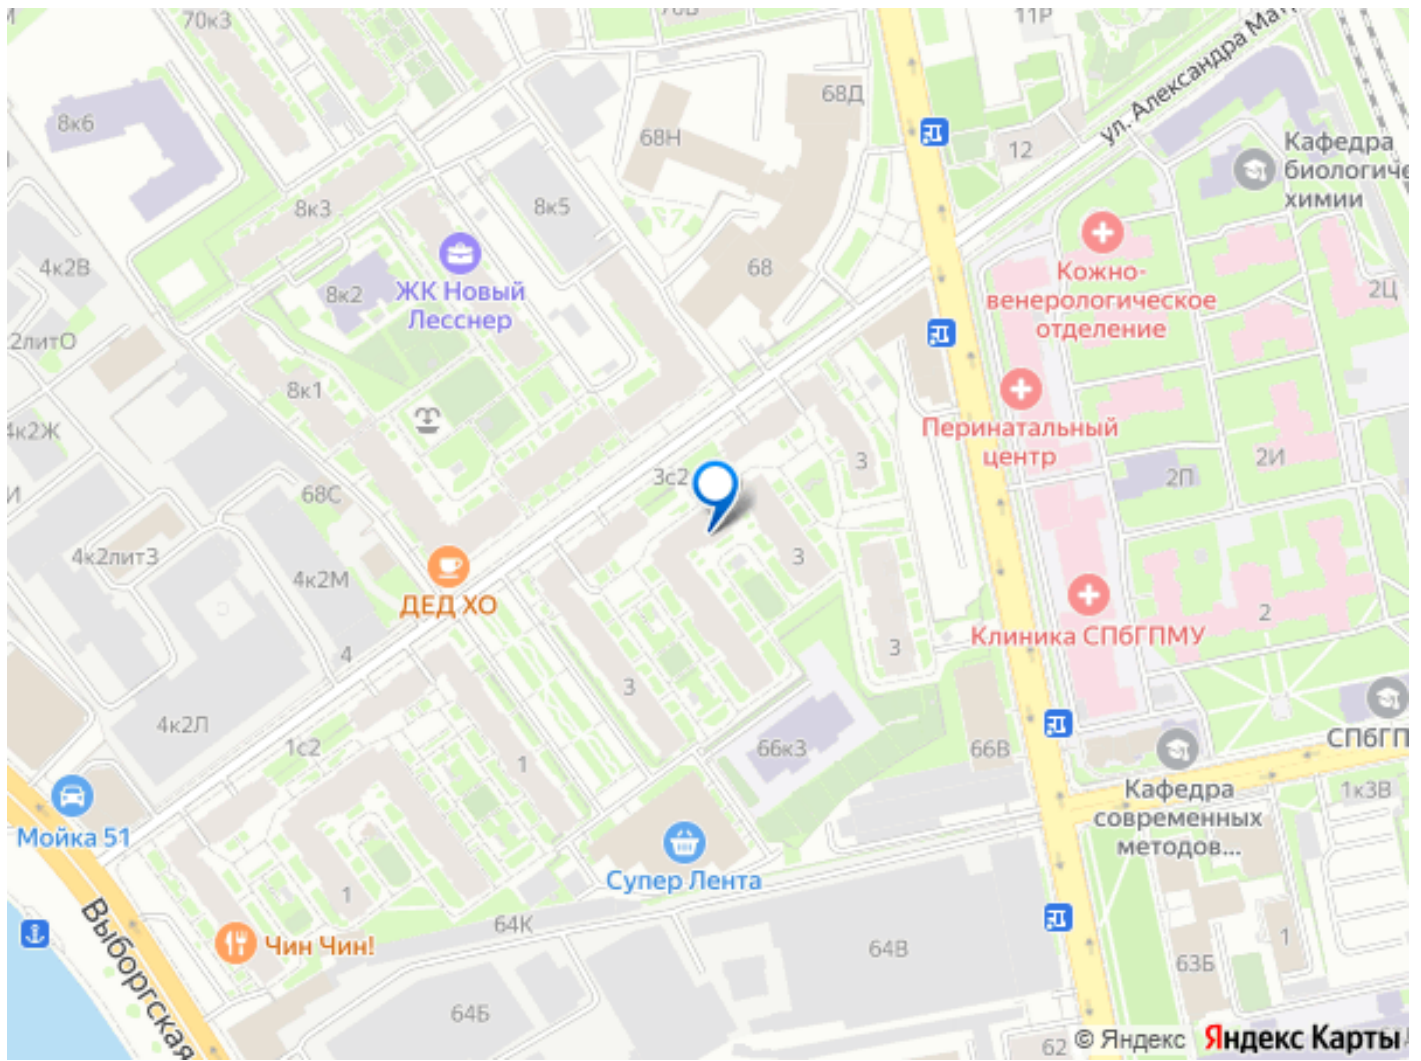 70к3
11Р
ул. Александра Мат
68Д
8к6
68Н
12
Кафедра
биологиче
химии
8к3
8к5
4к2В
68
Кожно-
венерологическое
отделение
2Ц
8к2
ЖК Новый
Лесснер
2литО
8к1
Перинатальный
центр
4к2Ж
3с2
3
2И
2П
68С
4к2лит3
4к2М
3
ДЕД ХО
Клиника СПбГПМУ
2
4
3
3
4к2Л
1с2
66к3
66В
СПбГП
1
Кафедра
современных
методов...
1к3В
Мойка 51
Супер Лента
1
64К
Чин Чин!
64В
1
63Б
Выборгская
64Б
62
© Яндекс
Яндекс Карты